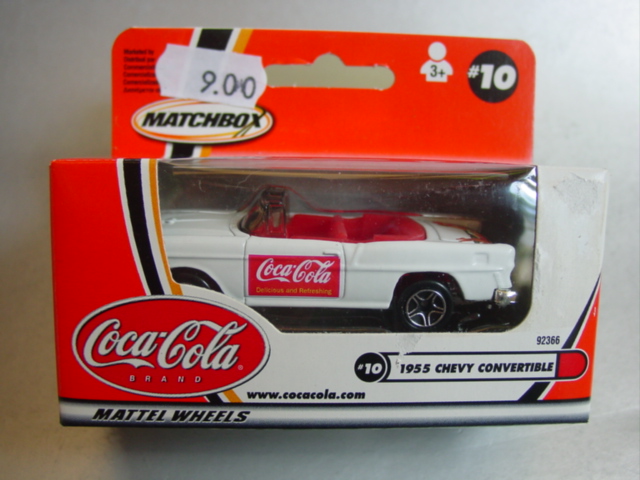 9.00
3+
#10
MATCHBOX
Coca-Cola
Delicious and Refreshing
Coca-Cola
BRAND
92366
#10 1955 CHEVY CONVERTIBLE
www.cocacola.com
MATTEL WHEELS